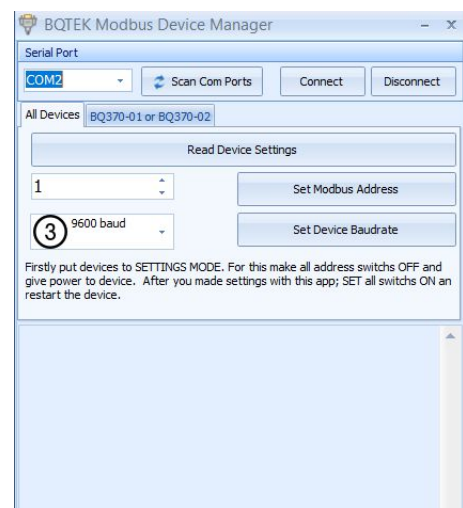 BQTEK Modbus Device Manager
Serial Port
COM2 Scan Com Ports Connect Disconnect
All Devices BQ370-01 or BQ370-02
Read Device Settings
1 Set Modbus Address
3 9600 baud Set Device Baudrate
Firstly put devices to SETTINGS MODE. For this make all address switchs OFF and
give power to device. After you made settings with this app; SET all switchs ON an
restart the device.